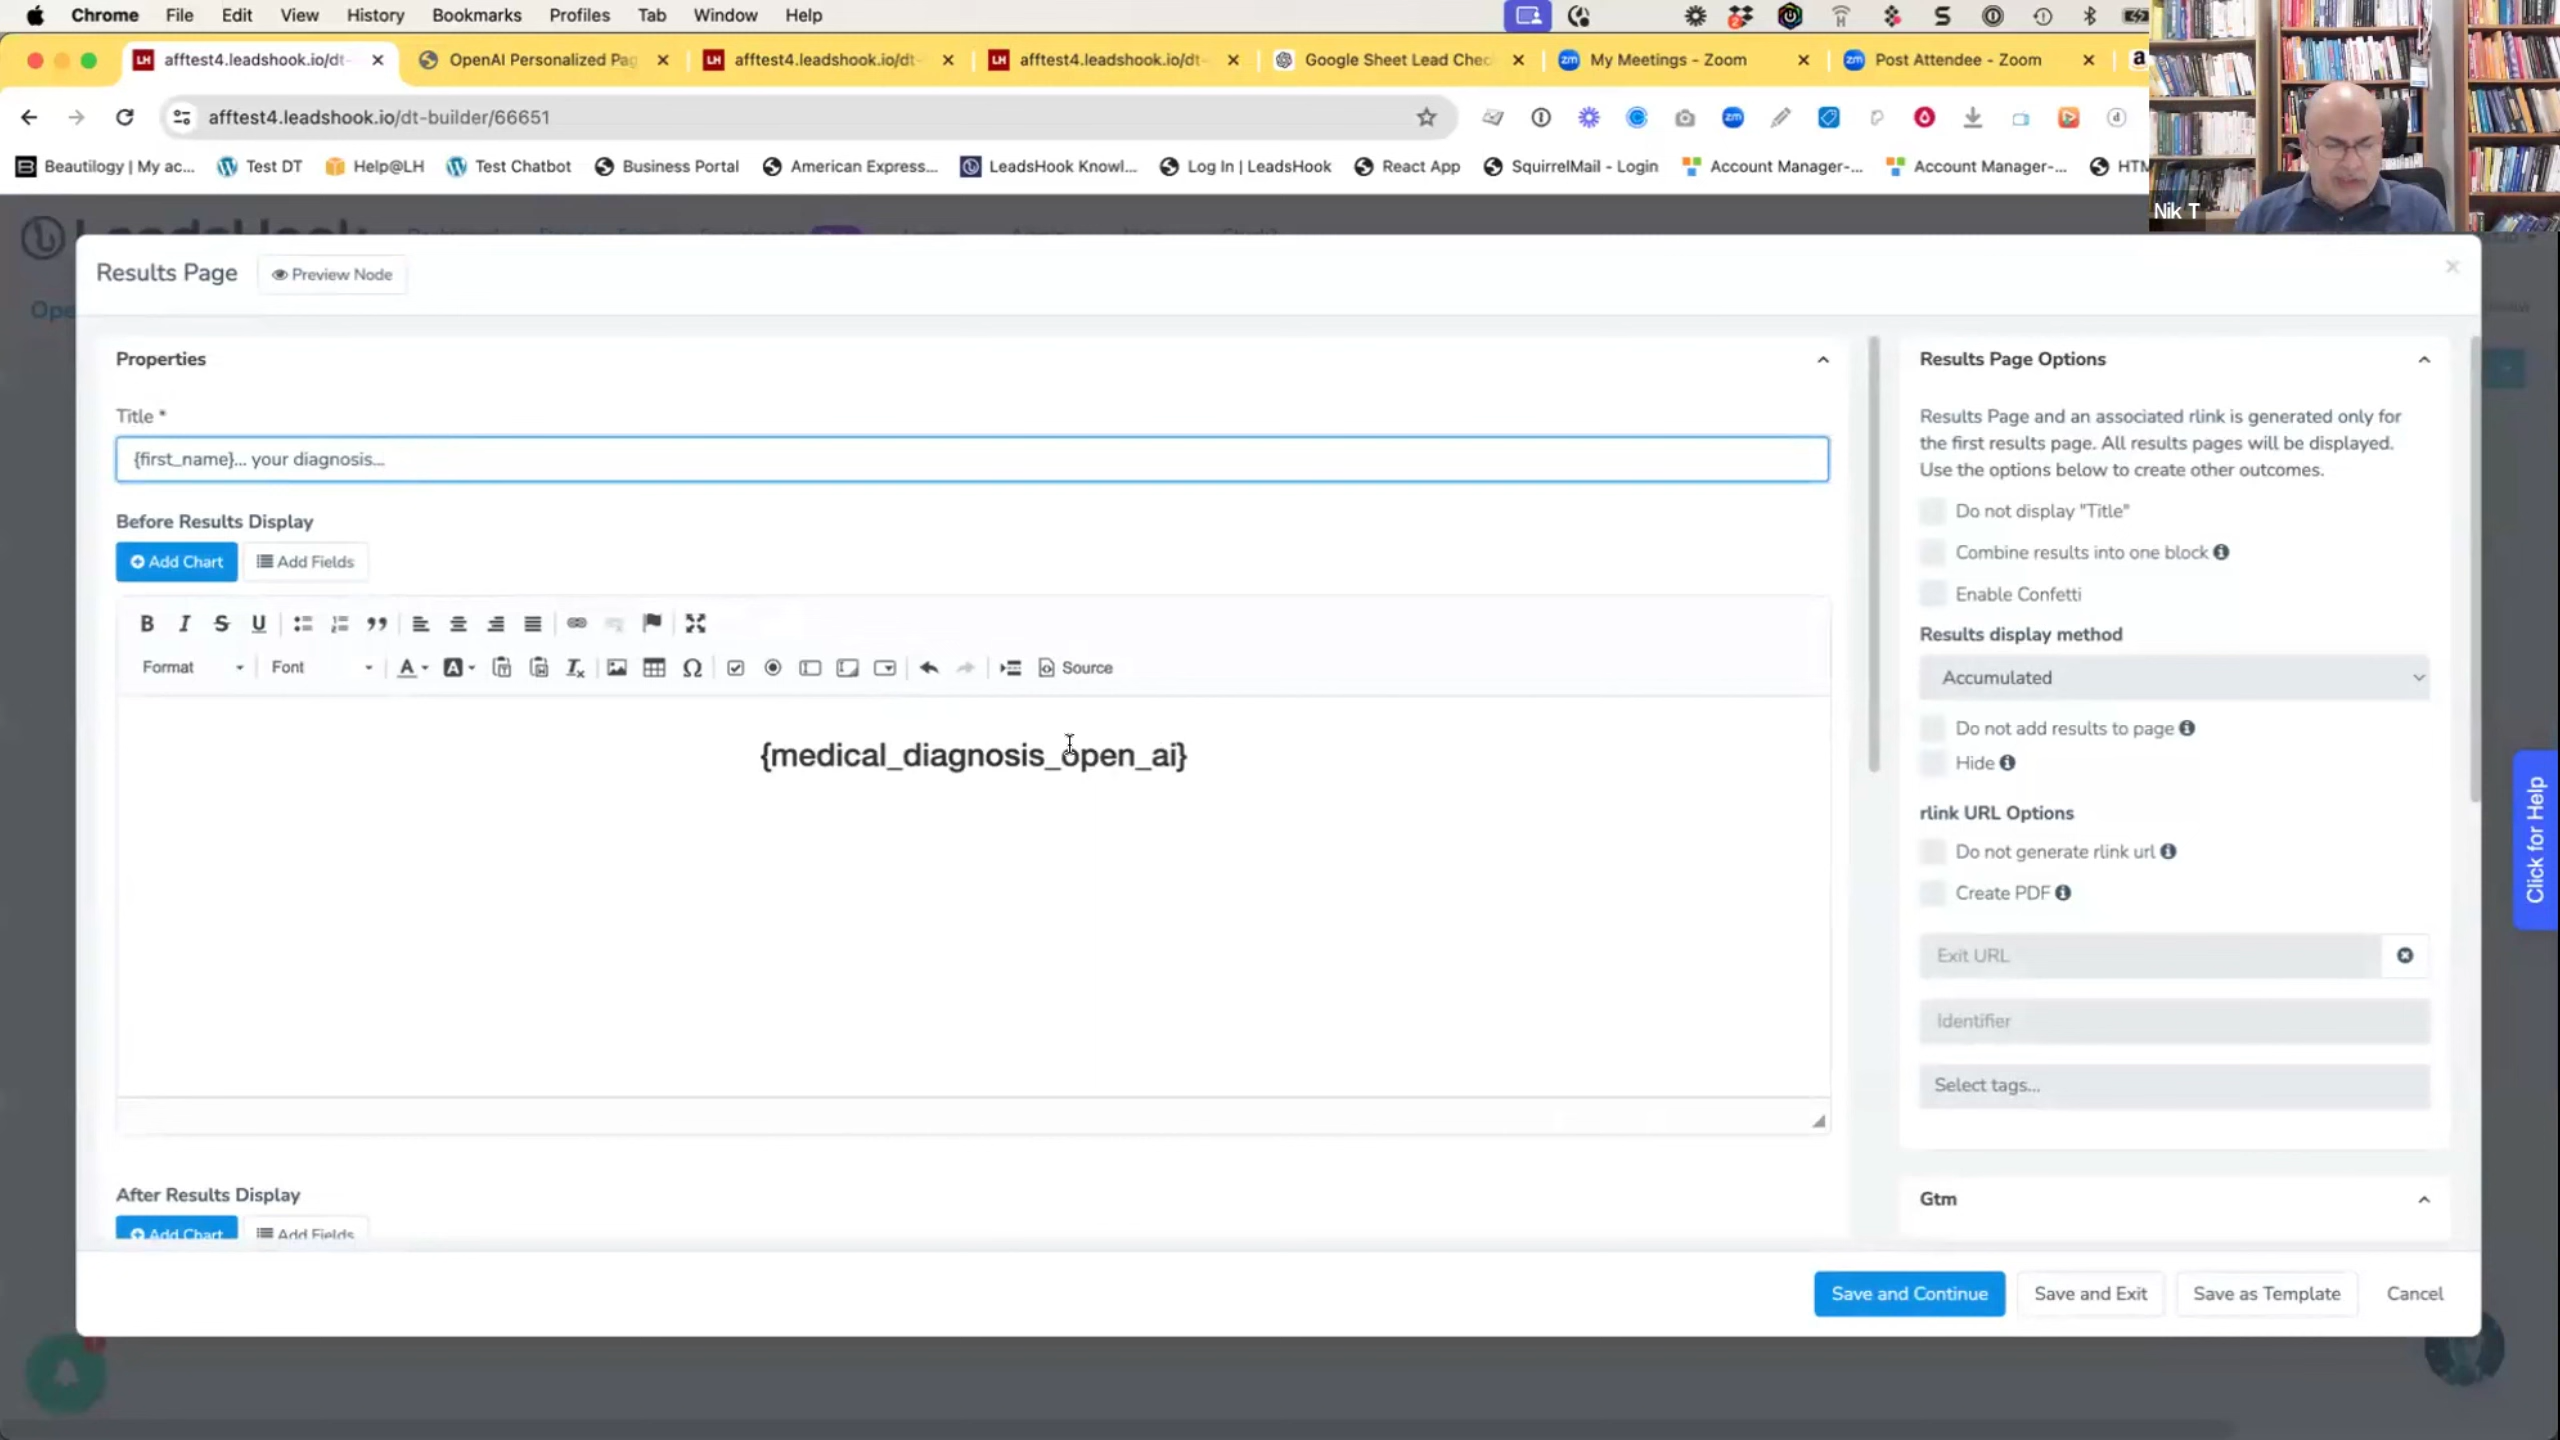 Chrome File Edit View History Bookmarks Profiles Tab Window Help
afftest4.leadshook.io/dt- OpenAI Personalized Pag afftest4.leadshook.io/dt- afftest4.leadshook.io/dt- Google Sheet Lead Chec My Meetings - Zoom Post Attendee - Zoom
afftest4.leadshook.io/dt-builder/66651
Beautilogy | My ac... Test DT Help@LH Test Chatbot Business Portal American Express... LeadsHook Knowl... Log In | LeadsHook React App SquirrelMail - Login Account Manager-... Account Manager-... HTM
Nik T
LeadsHook
Results Page Preview Node
Ope
Properties
Title *
{first_name}... your diagnosis...
Before Results Display
Add Chart Add Fields
Format Font Source
{medical_diagnosis_open_ai}
After Results Display
Add Chart Add Fields
Results Page Options
Results Page and an associated rlink is generated only for
the first results page. All results pages will be displayed.
Use the options below to create other outcomes.
Do not display "Title"
Combine results into one block
Enable Confetti
Results display method
Accumulated
Do not add results to page
Hide
rlink URL Options
Do not generate rlink url
Create PDF
Exit URL
Identifier
Select tags...
Gtm
Click for Help
Save and Continue Save and Exit Save as Template Cancel